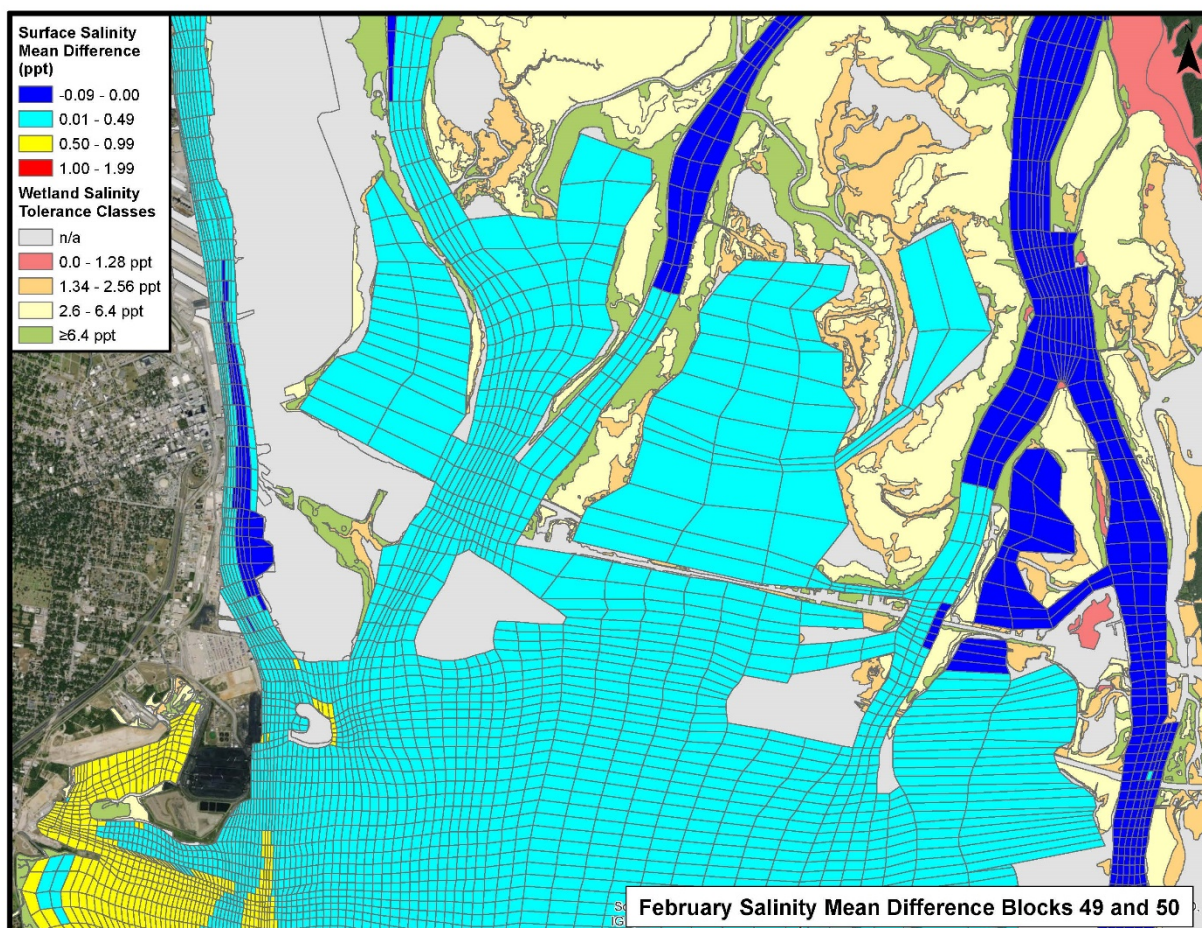 Surface Salinity
Mean Difference
(ppt)
-0.09 - 0.00
0.01 - 0.49
0.50 - 0.99
1.00 - 1.99
Wetland Salinity
Tolerance Classes
n/a
0.0 - 1.28 ppt
1.34 - 2.56 ppt
2.6 - 6.4 ppt
≥6.4 ppt
February Salinity Mean Difference Blocks 49 and 50